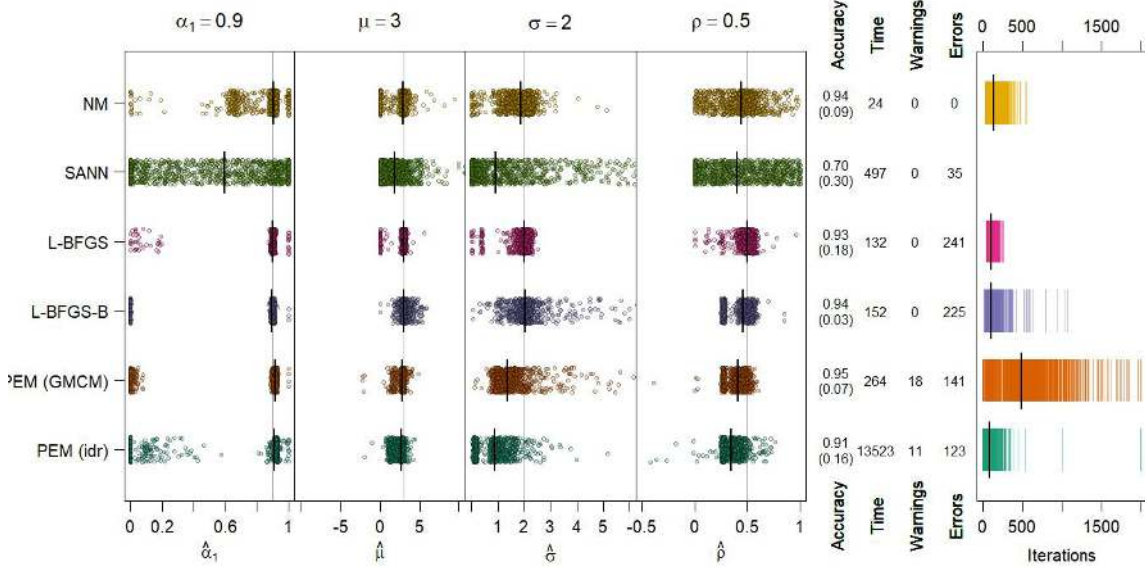 α₁ = 0.9 μ = 3 σ = 2 ρ = 0.5
Accuracy Time Warnings Errors
0 500 1500
NM 0.94 (0.09) 24 0 0
SANN 0.70 (0.30) 497 0 35
L-BFGS 0.93 (0.18) 132 0 241
L-BFGS-B 0.94 (0.03) 152 0 225
PEM (GMCM) 0.95 (0.07) 264 18 141
PEM (idr) 0.91 (0.16) 13523 11 123
Accuracy Time Warnings Errors
0 0.2 0.6 1 -5 0 5 0 1 2 3 4 5 6 -0.5 0 0.5 1 0 500 1500
α̂₁ μ̂ σ̂ ρ̂ Iterations